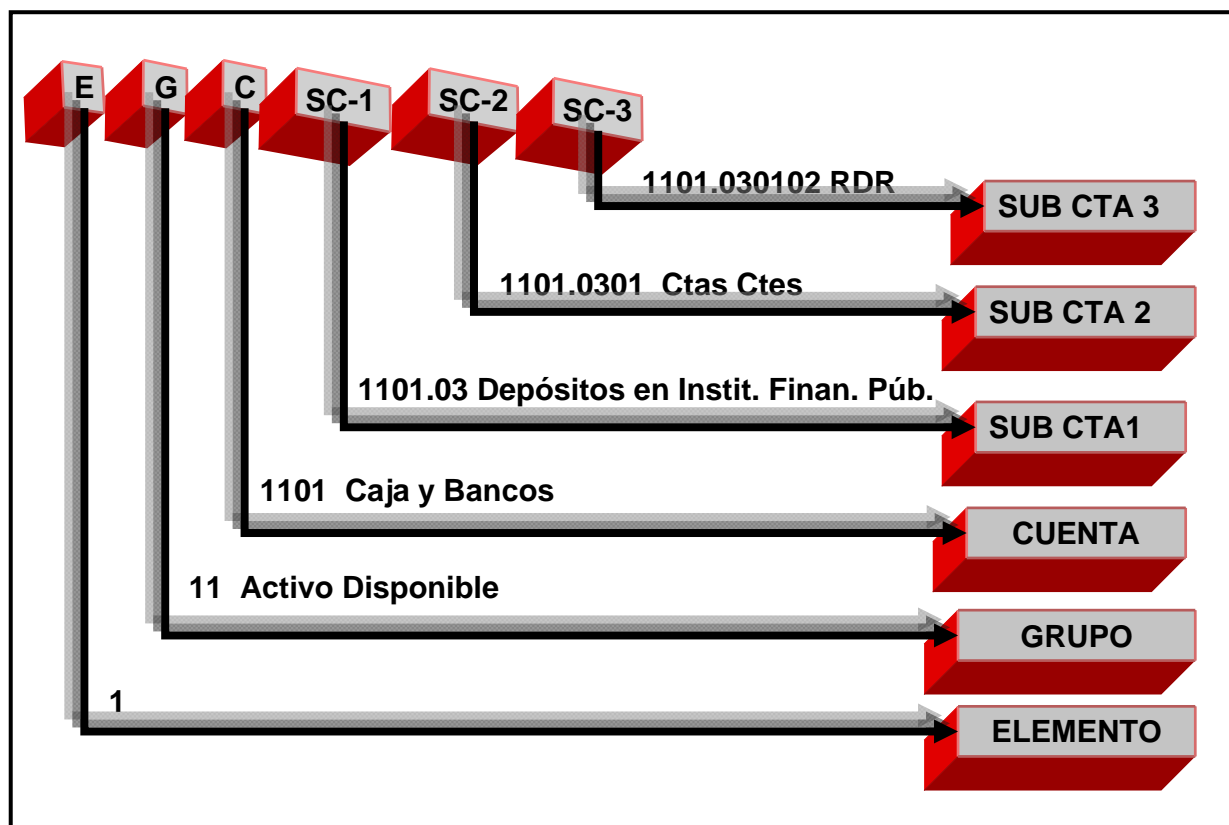 E G C SC-1 SC-2 SC-3
1101.030102 RDR
SUB CTA 3
1101.0301 Ctas Ctes
SUB CTA 2
1101.03 Depósitos en Instit. Finan. Púb.
SUB CTA1
1101 Caja y Bancos
CUENTA
11 Activo Disponible
GRUPO
1
ELEMENTO